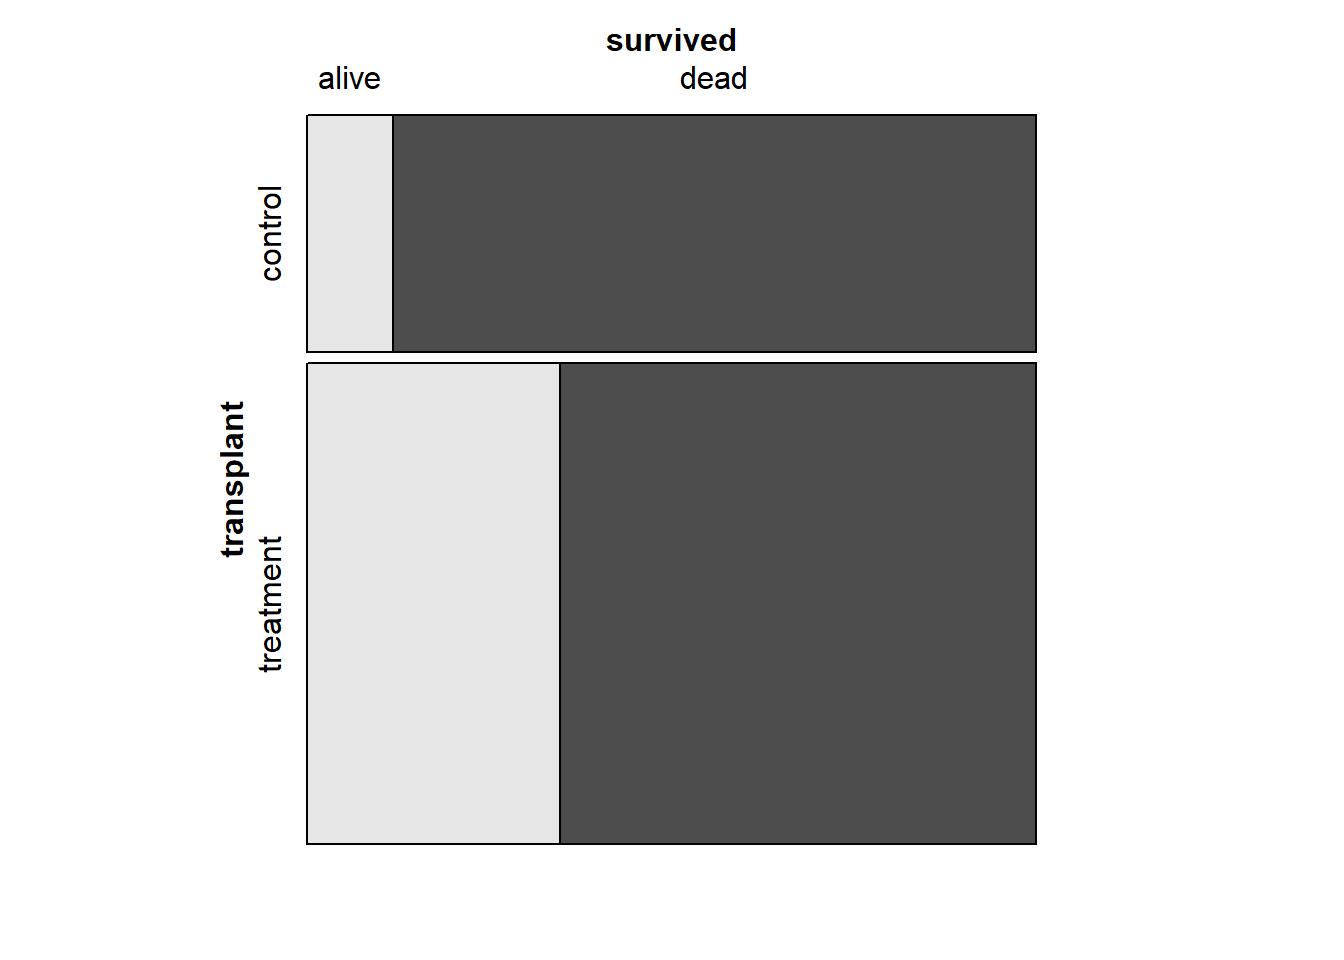 survived
alive dead
control
transplant
treatment